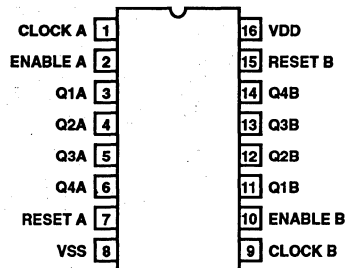 CLOCK A 1 16 VDD
ENABLE A 2 15 RESET B
Q1A 3 14 Q4B
Q2A 4 13 Q3B
Q3A 5 12 Q2B
Q4A 6 11 Q1B
RESET A 7 10 ENABLE B
VSS 8 9 CLOCK B